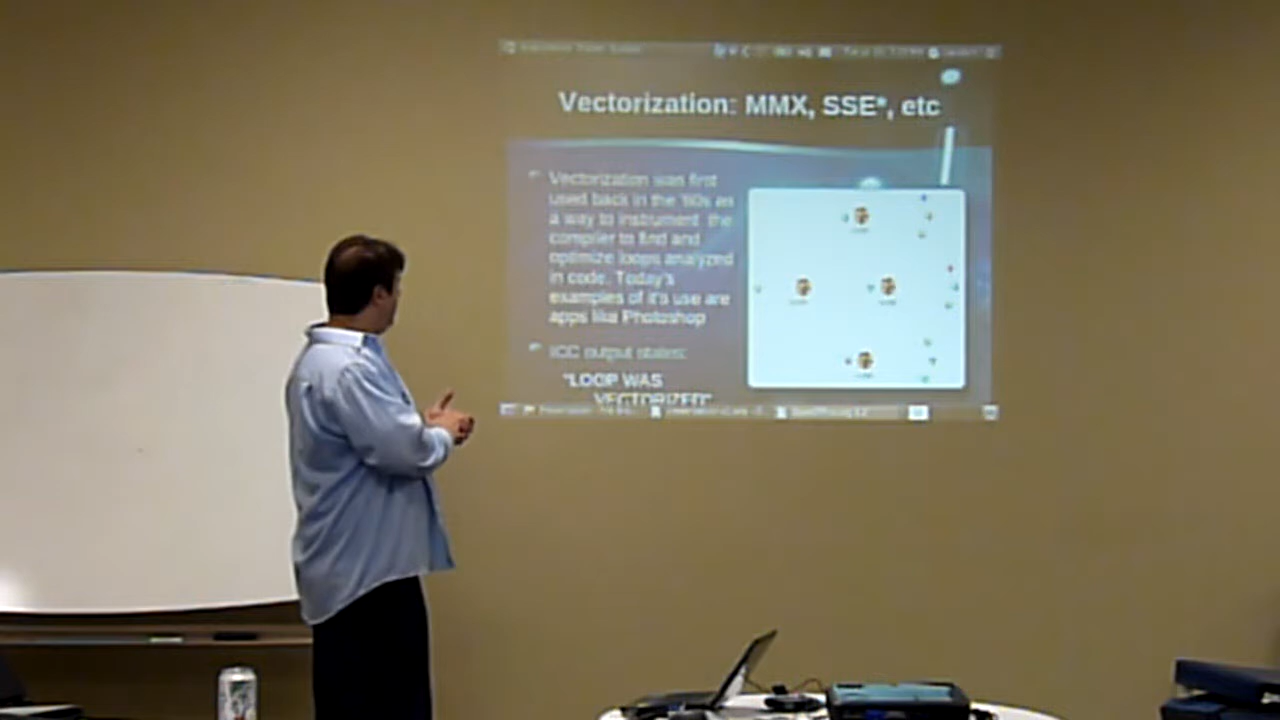 Vectorization: MMX, SSE*, etc
Vectorization was first
used back in the '60s as
a way to instrument the
compiler to find and
optimize loops analyzed
in code. Today's
examples of it's use are
apps like Photoshop
ICC output states:
"LOOP WAS
VECTORIZED"